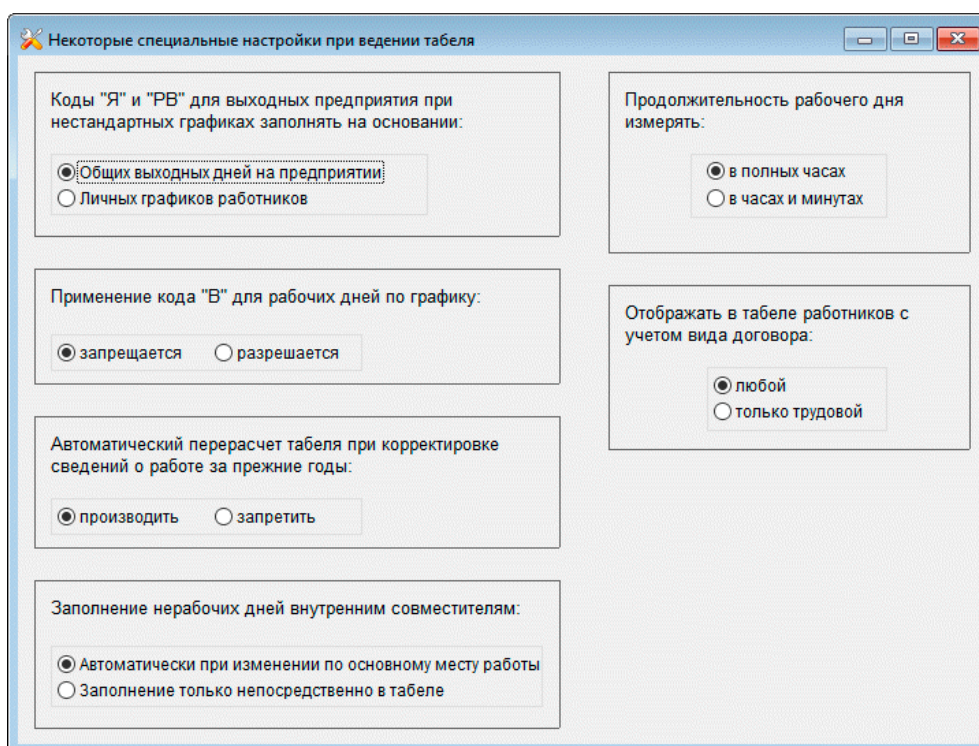 Некоторые специальные настройки при ведении табеля
Коды "Я" и "РВ" для выходных предприятия при
нестандартных графиках заполнять на основании:
Общих выходных дней на предприятии
Личных графиков работников
Применение кода "В" для рабочих дней по графику:
запрещается разрешается
Автоматический перерасчет табеля при корректировке
сведений о работе за прежние годы:
производить запретить
Заполнение нерабочих дней внутренним совместителям:
Автоматически при изменении по основному месту работы
Заполнение только непосредственно в табеле
Продолжительность рабочего дня
измерять:
в полных часах
в часах и минутах
Отображать в табеле работников с
учетом вида договора:
любой
только трудовой